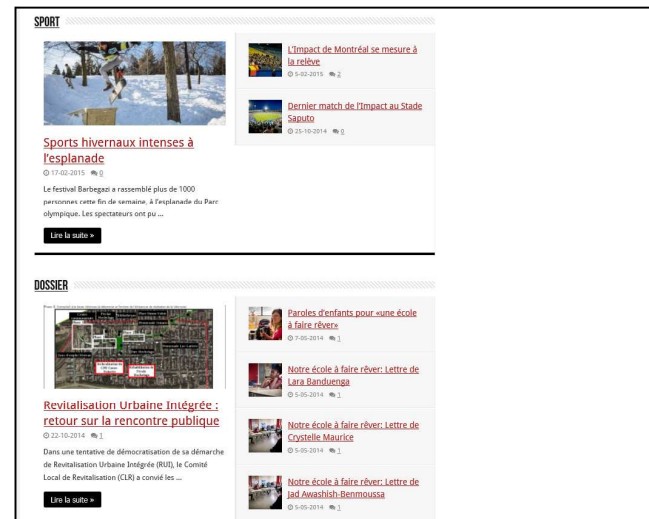 SPORT
Sports hivernaux intenses à
l'esplanade
17-02-2015 0
Le festival Barbegazi a rassemblé plus de 1000
personnes cette fin de semaine, à l'esplanade du Parc
olympique. Les spectateurs ont pu ...
Lire la suite »
L'Impact de Montréal se mesure à
la relève
5-02-2015 2
Dernier match de l'Impact au Stade
Saputo
25-10-2014 0
DOSSIER
Revitalisation Urbaine Intégrée :
retour sur la rencontre publique
22-10-2014 1
Dans une tentative de démocratisation de sa démarche
de Revitalisation Urbaine Intégrée (RUI), le Comité
Local de Revitalisation (CLR) a convié les ...
Lire la suite »
Paroles d'enfants pour «une école
à faire rêver»
7-05-2014 1
Notre école à faire rêver: Lettre de
Lara Banduenga
5-05-2014 1
Notre école à faire rêver: Lettre de
Crystelle Maurice
5-05-2014 1
Notre école à faire rêver: Lettre de
Jad Awashish-Benmoussa
5-05-2014 1